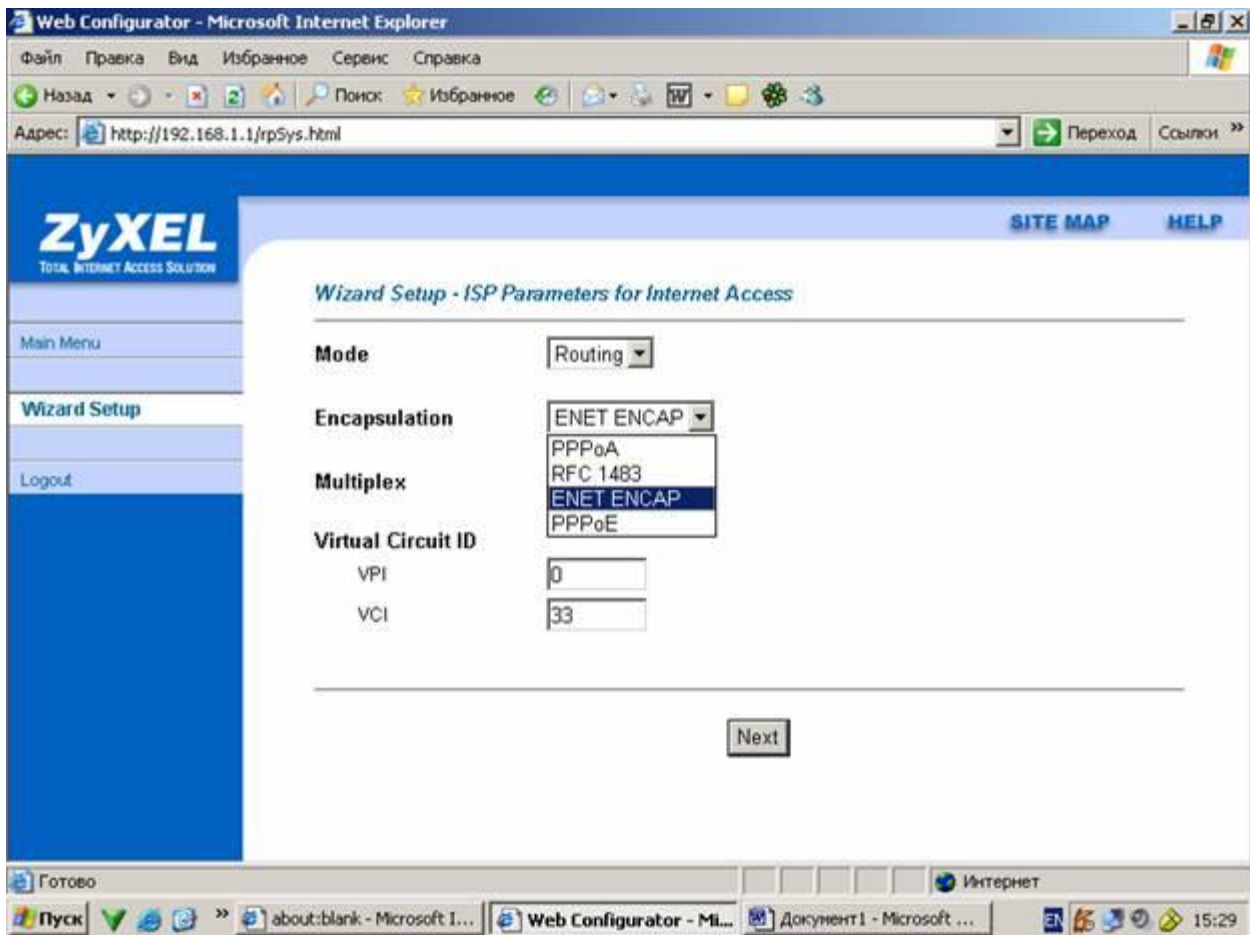 Web Configurator - Microsoft Internet Explorer
Файл Правка Вид Избранное Сервис Справка
Назад Поиск Избранное
Адрес: http://192.168.1.1/rpSys.html Переход Ссылки »
ZyXEL
TOTAL INTERNET ACCESS SOLUTION
SITE MAP HELP
Wizard Setup - ISP Parameters for Internet Access
Main Menu
Mode Routing
Wizard Setup
Encapsulation ENET ENCAP
PPPoA
RFC 1483
Logout
Multiplex
ENET ENCAP
PPPoE
Virtual Circuit ID
VPI 0
VCI 33
Next
Готово Интернет
Пуск » about:blank - Microsoft I... Web Configurator - Mi... Документ1 - Microsoft ... EN 15:29